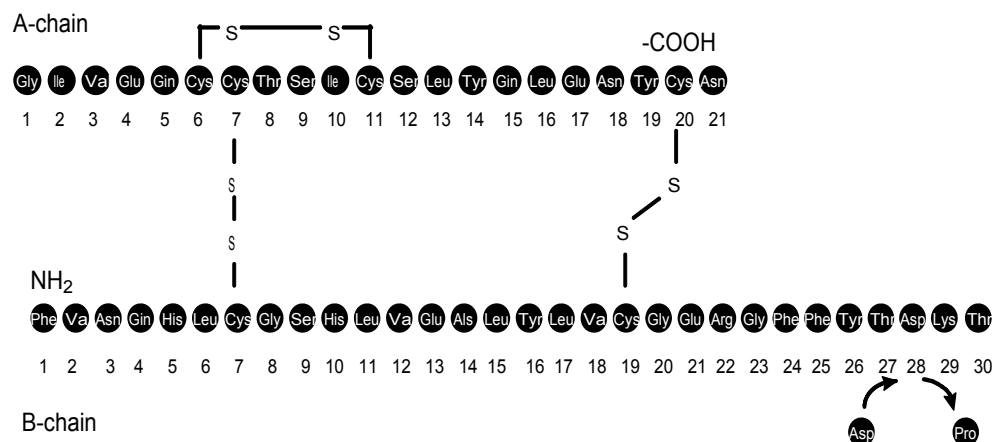 A-chain
S S
-COOH
Gly Ile Va Glu Gin Cys Cys Thr Ser Ile Cys Ser Leu Tyr Gin Leu Glu Asn Tyr Cys Asn
1 2 3 4 5 6 7 8 9 10 11 12 13 14 15 16 17 18 19 20 21
S S
S S
NH2
Phe Va Asn Gin His Leu Cys Gly Ser His Leu Va Glu Als Leu Tyr Leu Va Cys Gly Glu Arg Gly Phe Phe Tyr Thr Asp Lys Thr
1 2 3 4 5 6 7 8 9 10 11 12 13 14 15 16 17 18 19 20 21 22 23 24 25 26 27 28 29 30
B-chain
Asp Pro